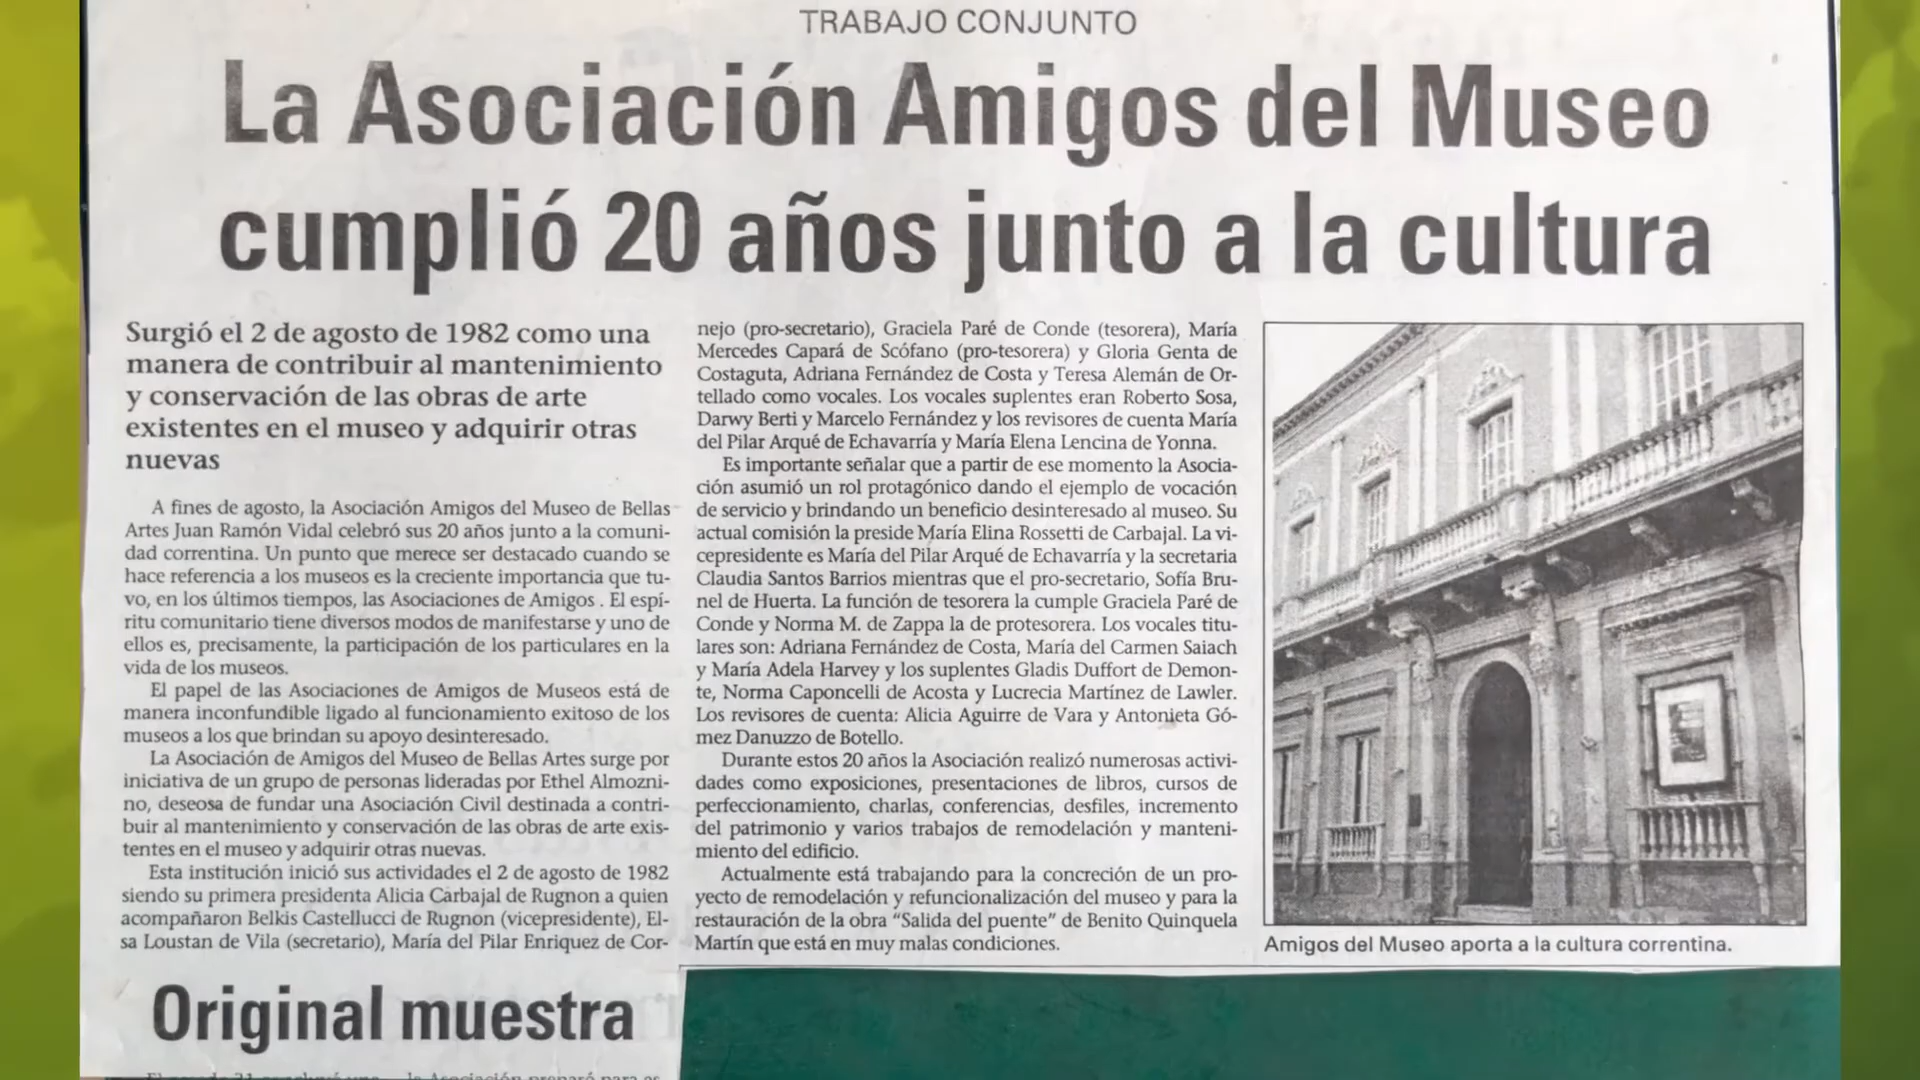 TRABAJO CONJUNTO
La Asociación Amigos del Museo
cumplió 20 años junto a la cultura
Surgió el 2 de agosto de 1982 como una
manera de contribuir al mantenimiento
y conservación de las obras de arte
existentes en el museo y adquirir otras
nuevas
A fines de agosto, la Asociación Amigos del Museo de Bellas
Artes Juan Ramón Vidal celebró sus 20 años junto a la comuni-
dad correntina. Un punto que merece ser destacado cuando se
hace referencia a los museos es la creciente importancia que tu-
vo, en los últimos tiempos, las Asociaciones de Amigos . El espí-
ritu comunitario tiene diversos modos de manifestarse y uno de
ellos es, precisamente, la participación de los particulares en la
vida de los museos.
El papel de las Asociaciones de Amigos de Museos está de
manera inconfundible ligado al funcionamiento exitoso de los
museos a los que brindan su apoyo desinteresado.
La Asociación de Amigos del Museo de Bellas Artes surge por
iniciativa de un grupo de personas lideradas por Ethel Almozni-
no, deseosa de fundar una Asociación Civil destinada a contri-
buir al mantenimiento y conservación de las obras de arte exis-
tentes en el museo y adquirir otras nuevas.
Esta institución inició sus actividades el 2 de agosto de 1982
siendo su primera presidenta Alicia Carbajal de Rugnon a quien
acompañaron Belkis Castellucci de Rugnon (vicepresidente), El-
sa Loustan de Vila (secretario), María del Pilar Enriquez de Cor-
nejo (pro-secretario), Graciela Paré de Conde (tesorera), María
Mercedes Capará de Scófano (pro-tesorera) y Gloria Genta de
Costaguta, Adriana Fernández de Costa y Teresa Alemán de Or-
tellado como vocales. Los vocales suplentes eran Roberto Sosa,
Darwy Berti y Marcelo Fernández y los revisores de cuenta María
del Pilar Arqué de Echavarría y María Elena Lencina de Yonna.
Es importante señalar que a partir de ese momento la Asocia-
ción asumió un rol protagónico dando el ejemplo de vocación
de servicio y brindando un beneficio desinteresado al museo. Su
actual comisión la preside María Elina Rossetti de Carbajal. La vi-
cepresidente es María del Pilar Arqué de Echavarría y la secretaria
Claudia Santos Barrios mientras que el pro-secretario, Sofía Bru-
nel de Huerta. La función de tesorera la cumple Graciela Paré de
Conde y Norma M. de Zappa la de protesorera. Los vocales titu-
lares son: Adriana Fernández de Costa, María del Carmen Saiach
y María Adela Harvey y los suplentes Gladis Duffort de Demon-
te, Norma Caponcelli de Acosta y Lucrecia Martínez de Lawler.
Los revisores de cuenta: Alicia Aguirre de Vara y Antonieta Gó-
mez Danuzzo de Botello.
Durante estos 20 años la Asociación realizó numerosas activi-
dades como exposiciones, presentaciones de libros, cursos de
perfeccionamiento, charlas, conferencias, desfiles, incremento
del patrimonio y varios trabajos de remodelación y manteni-
miento del edificio.
Actualmente está trabajando para la concreción de un pro-
yecto de remodelación y refuncionalización del museo y para la
restauración de la obra “Salida del puente” de Benito Quinquela
Martín que está en muy malas condiciones.
Amigos del Museo aporta a la cultura correntina.
Original muestra